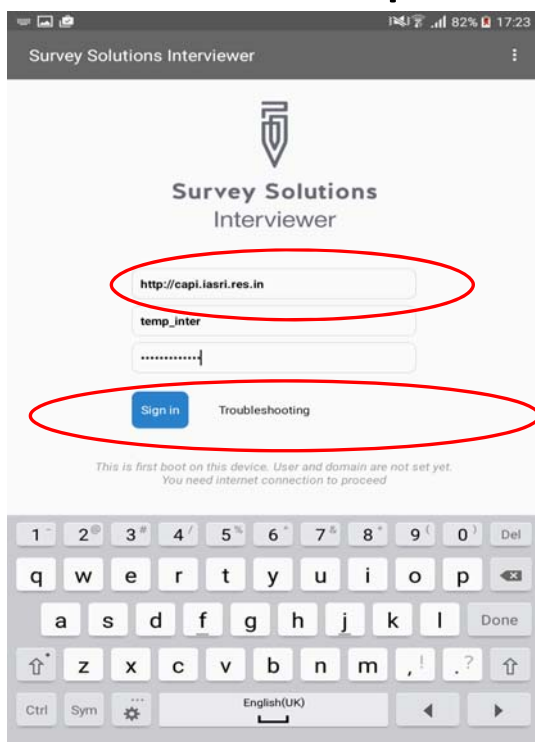 82% 17:23
Survey Solutions Interviewer
Survey Solutions
Interviewer
http://capi.iasri.res.in
temp_inter
•••••••••••••
Sign in Troubleshooting
This is first boot on this device. User and domain are not set yet.
You need internet connection to proceed
1 - 2 @ 3 # 4 / 5 % 6 ^ 7 & 8 * 9 ( 0 ) Del
q w e r t y u i o p
a s d f g h j k l Done
z x c v b n m , ! . ?
Ctrl Sym English(UK)